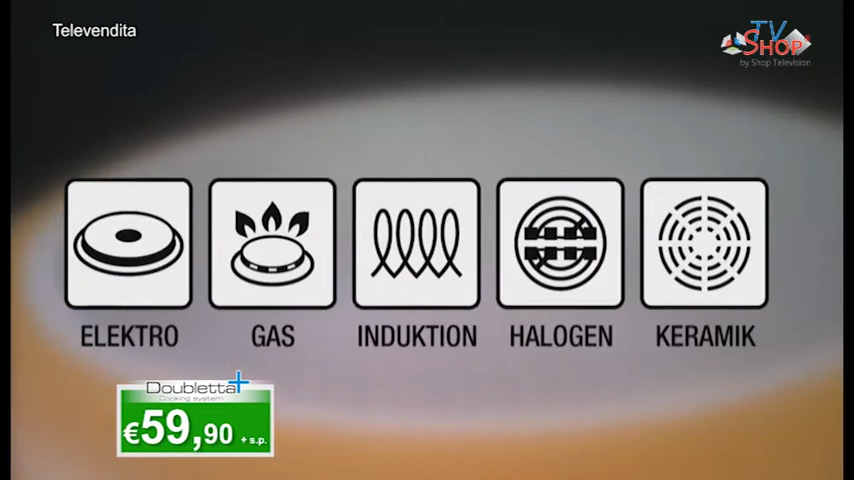 Televendita
TV
SHOP
by Shop Television
ELEKTRO
GAS
INDUKTION
HALOGEN
KERAMIK
Doubletta+
Cooking system
€59,90 + s.p.